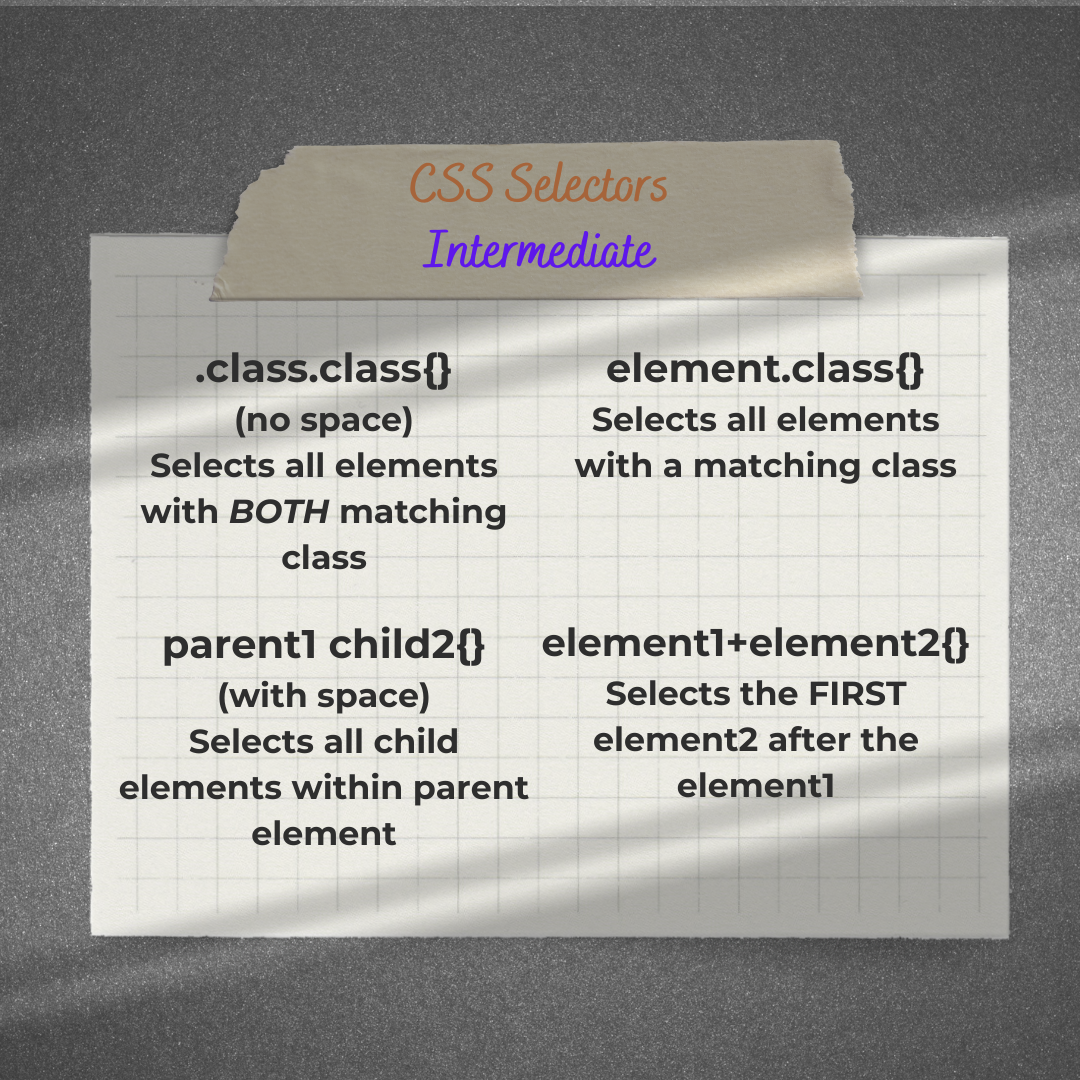 CSS Selectors
Intermediate
.class.class{}
(no space)
Selects all elements
with BOTH matching
class
element.class{}
Selects all elements
with a matching class
parent1 child2{}
(with space)
Selects all child
elements within parent
element
element1+element2{}
Selects the FIRST
element2 after the
element1